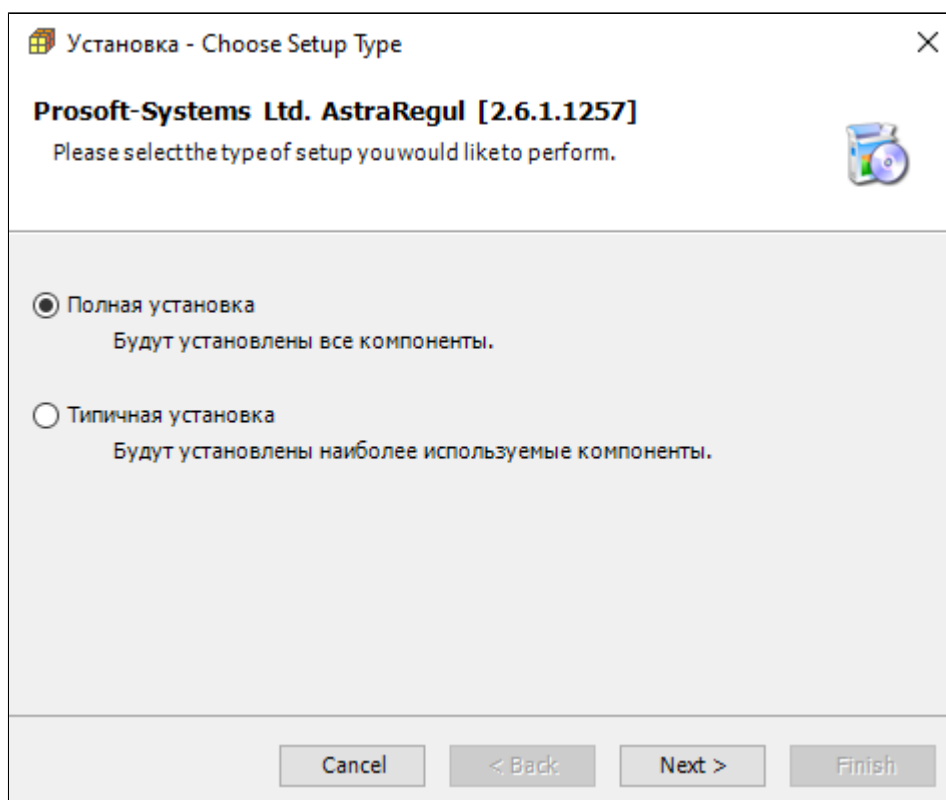 Установка - Choose Setup Type
Prosoft-Systems Ltd. AstraRegul [2.6.1.1257]
Please select the type of setup you would like to perform.
Полная установка
Будут установлены все компоненты.
Типичная установка
Будут установлены наиболее используемые компоненты.
Cancel
< Back
Next >
Finish